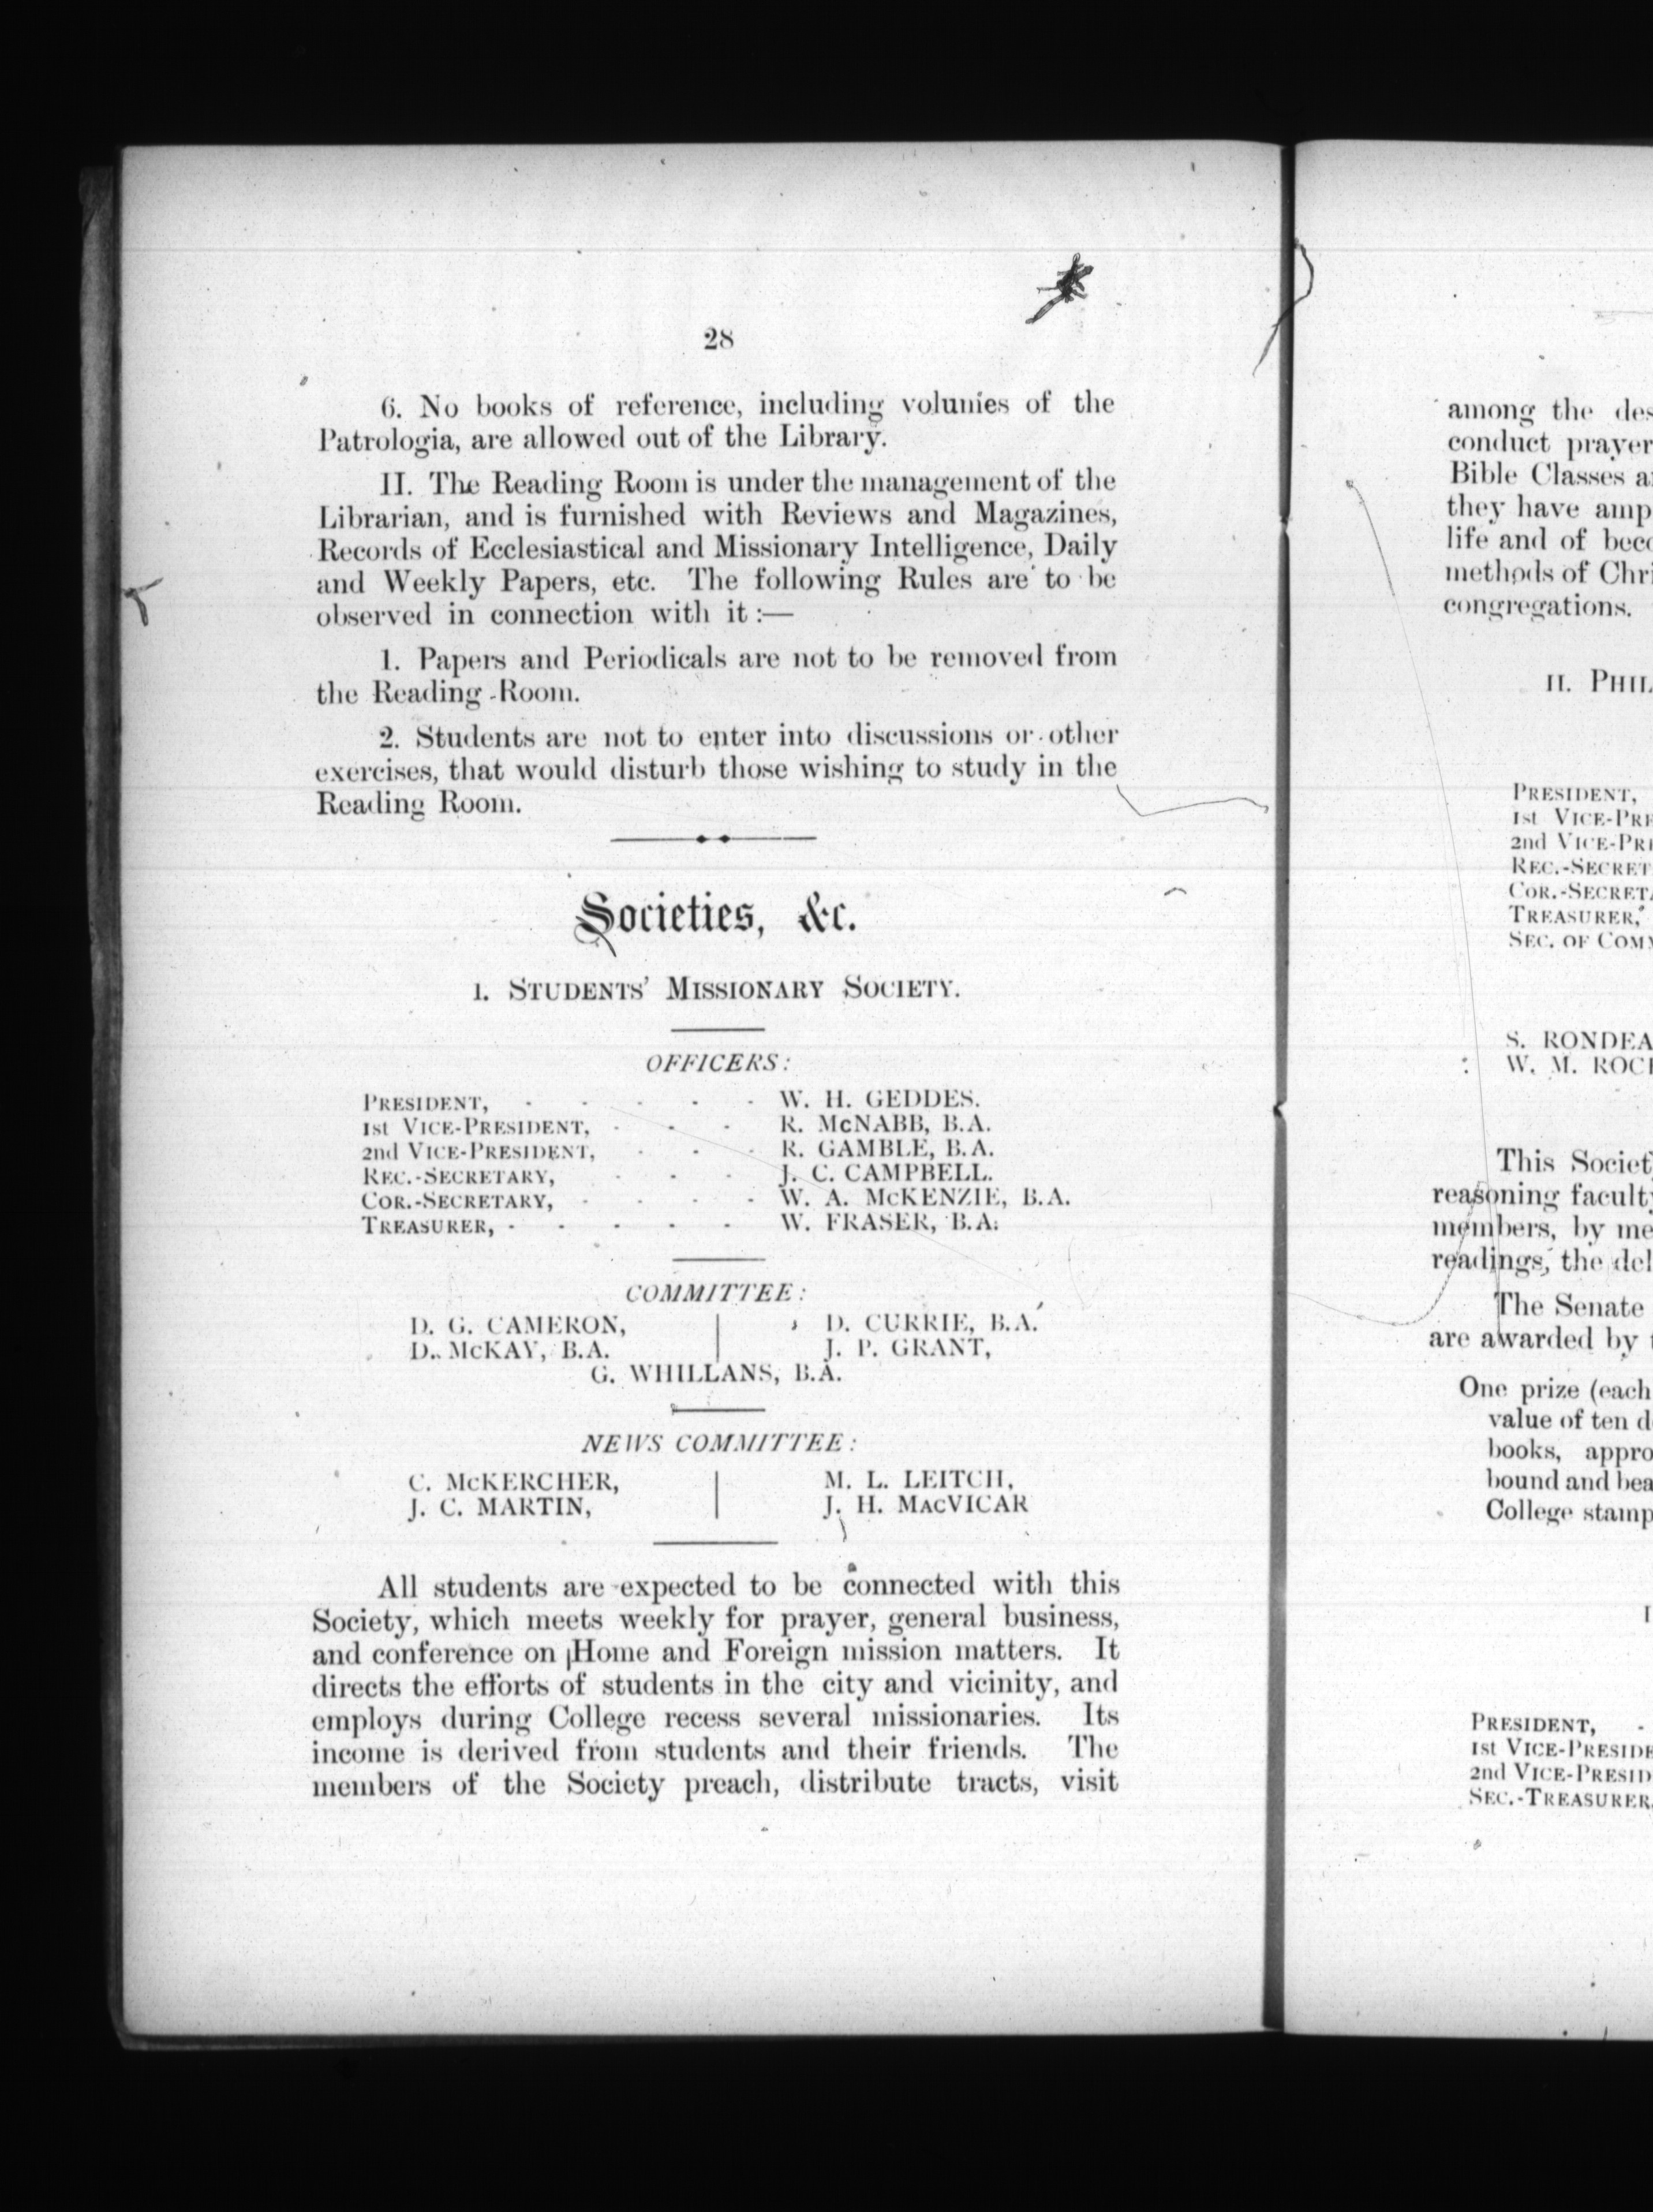 28
6. No books of reference, including volumes of the
Patrologia, are allowed out of the Library.
II. The Reading Room is under the management of the
Librarian, and is furnished with Reviews and Magazines,
Records of Ecclesiastical and Missionary Intelligence, Daily
and Weekly Papers, etc. The following Rules are to be
observed in connection with it :—
1. Papers and Periodicals are not to be removed from
the Reading Room.
2. Students are not to enter into discussions or other
exercises, that would disturb those wishing to study in the
Reading Room.
Societies, &c.
I. STUDENTS' MISSIONARY SOCIETY.
OFFICERS:
PRESIDENT, - - - - - W. H. GEDDES.
1st VICE-PRESIDENT, - - - R. McNABB, B.A.
2nd VICE-PRESIDENT, - - - R. GAMBLE, B.A.
REC.-SECRETARY, - - - J. C. CAMPBELL.
COR.-SECRETARY, - - - - W. A. McKENZIE, B.A.
TREASURER, - - - - - W. FRASER, B.A.
COMMITTEE:
D. G. CAMERON, | D. CURRIE, B.A.
D. McKAY, B.A. | J. P. GRANT,
G. WHILLANS, B.A.
NEWS COMMITTEE:
C. McKERCHER, | M. L. LEITCH,
J. C. MARTIN, | J. H. MACVICAR
All students are expected to be connected with this
Society, which meets weekly for prayer, general business,
and conference on Home and Foreign mission matters. It
directs the efforts of students in the city and vicinity, and
employs during College recess several missionaries. Its
income is derived from students and their friends. The
members of the Society preach, distribute tracts, visit
among the
conduct prayer
Bible Classes
they have
life and of
methods of
congregations.
II.
PRESIDENT,
1st
2nd
TREASURER,
SEC. OF
S.
W. M.
This
reasoning
members, by
readings, the
The Senate
are awarded by
One prize (each
value of ten
books,
bound and
College
PRESIDENT, -
1st
2nd
SEC.-TREASURER,